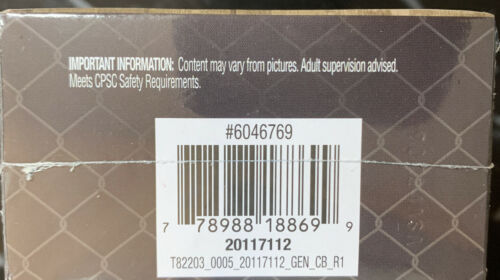 IMPORTANT INFORMATION: Content may vary from pictures. Adult supervision advised.
Meets CPSC Safety Requirements.
#6046769
7 78988 18869 9
20117112
T82203_0005_20117112_GEN_CB_R1